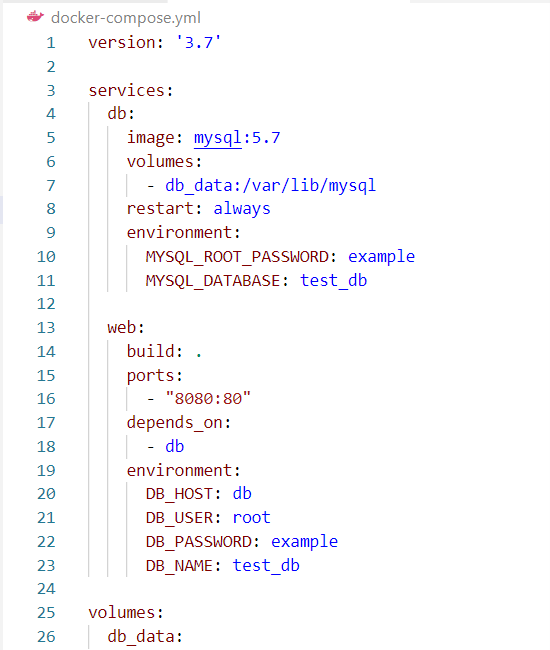 docker-compose.yml
1 version: '3.7'
2
3 services:
4   db:
5     image: mysql:5.7
6     volumes:
7       - db_data:/var/lib/mysql
8     restart: always
9     environment:
10       MYSQL_ROOT_PASSWORD: example
11       MYSQL_DATABASE: test_db
12
13   web:
14     build: .
15     ports:
16       - "8080:80"
17     depends_on:
18       - db
19     environment:
20       DB_HOST: db
21       DB_USER: root
22       DB_PASSWORD: example
23       DB_NAME: test_db
24
25 volumes:
26   db_data: